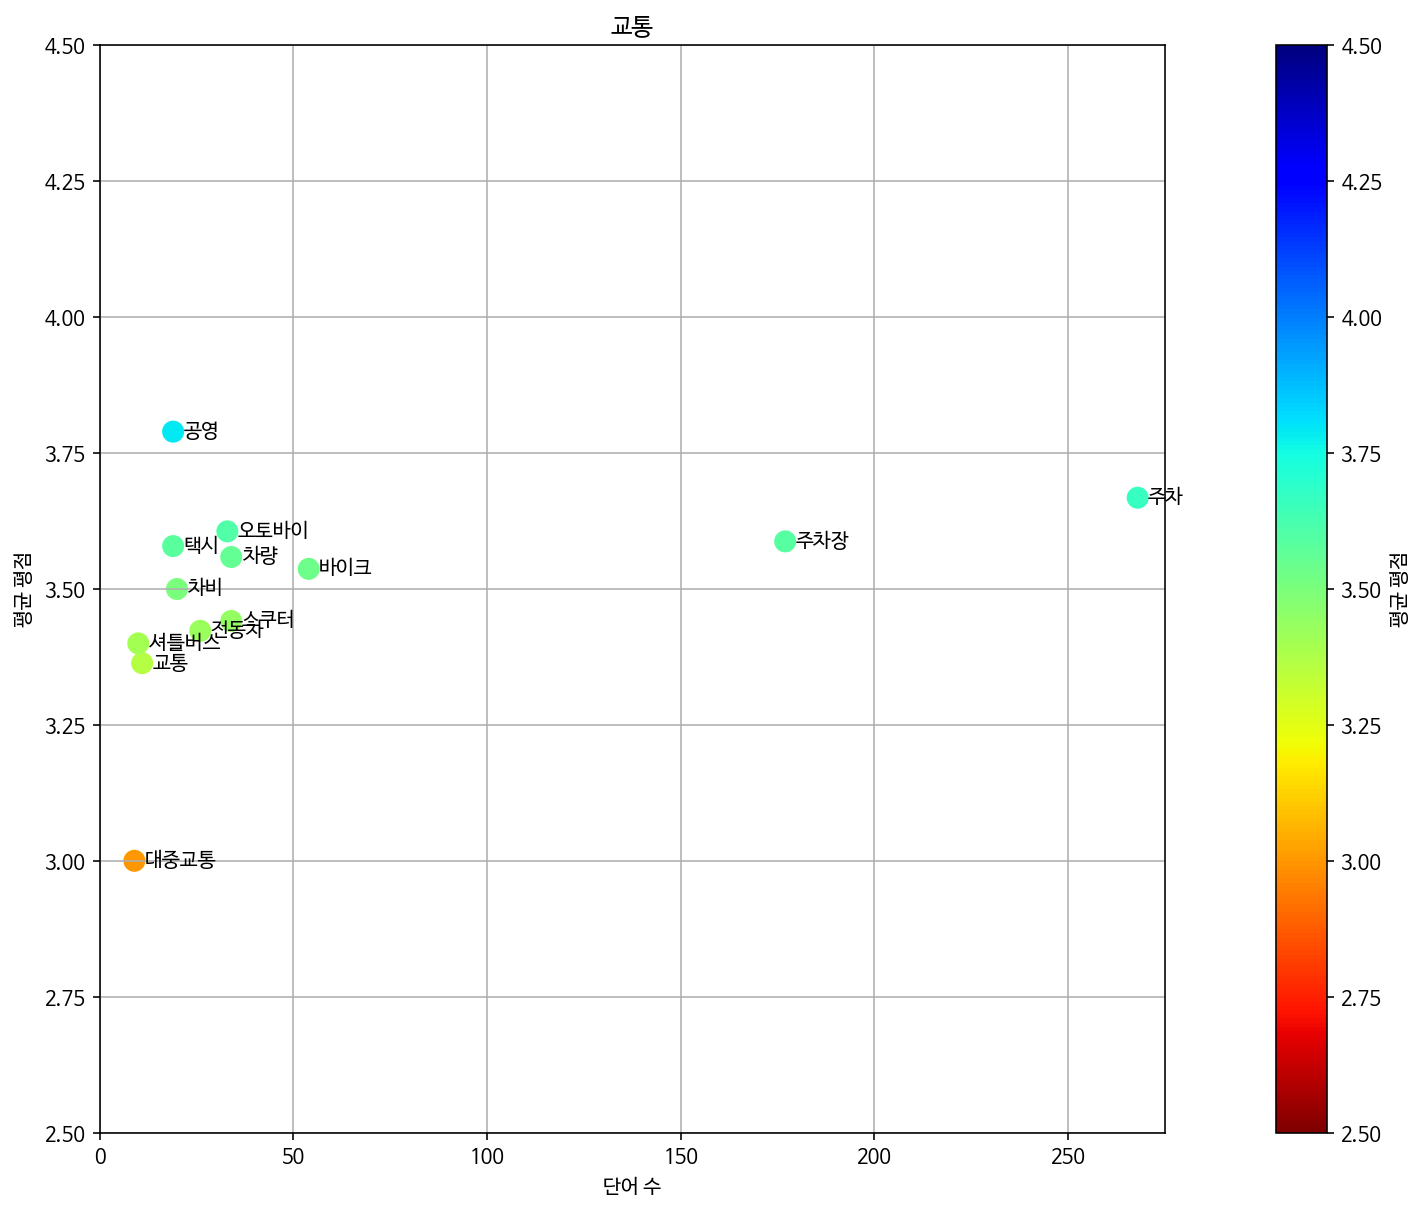 교통
4.50
4.25
4.00
3.75
3.50
3.25
3.00
2.75
2.50
평균 평점
공영
주차
오토바이
택시
주차장
차량
바이크
차비
스쿠터
전동차
셔틀버스
교통
대중교통
0
50
100
150
200
250
단어 수
4.50
4.25
4.00
3.75
3.50
3.25
3.00
2.75
2.50
평균 평점